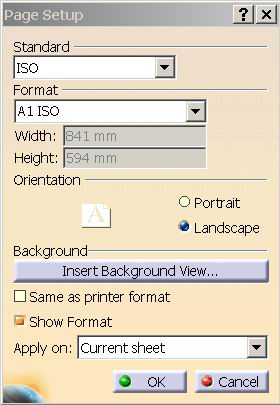 Page Setup
Standard
ISO
Format
A1 ISO
Width: 841 mm
Height: 594 mm
Orientation
A
Portrait
Landscape
Background
Insert Background View...
Same as printer format
Show Format
Apply on: Current sheet
OK Cancel